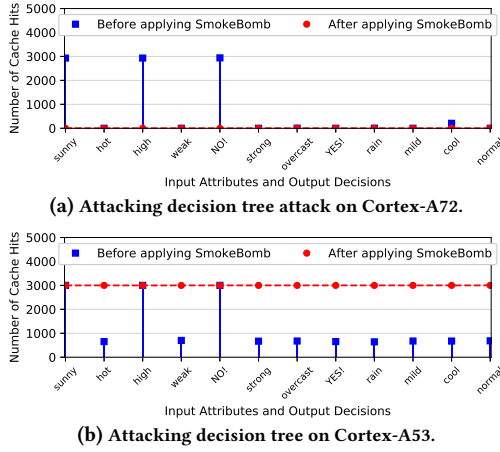 Number of Cache Hits
5000
4000
3000
2000
1000
0
Before applying SmokeBomb
After applying SmokeBomb
sunny
hot
high
weak
NO!
strong
overcast
YES!
rain
mild
cool
normal
Input Attributes and Output Decisions
(a) Attacking decision tree attack on Cortex-A72.
Number of Cache Hits
5000
4000
3000
2000
1000
0
Before applying SmokeBomb
After applying SmokeBomb
sunny
hot
high
weak
NO!
strong
overcast
YES!
rain
mild
cool
normal
Input Attributes and Output Decisions
(b) Attacking decision tree on Cortex-A53.